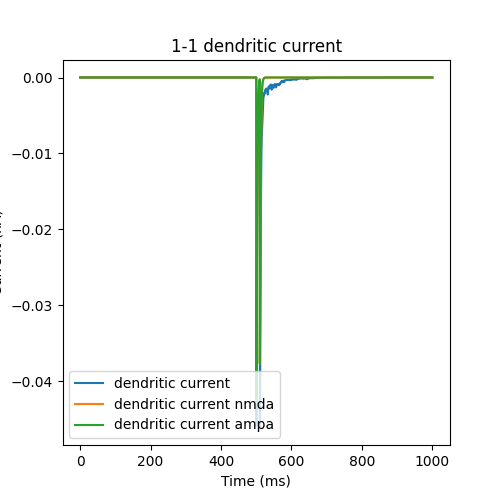 1-1 dendritic current
0.00
−0.01
−0.02
−0.03
−0.04
dendritic current
dendritic current nmda
dendritic current ampa
0 200 400 600 800 1000
Time (ms)